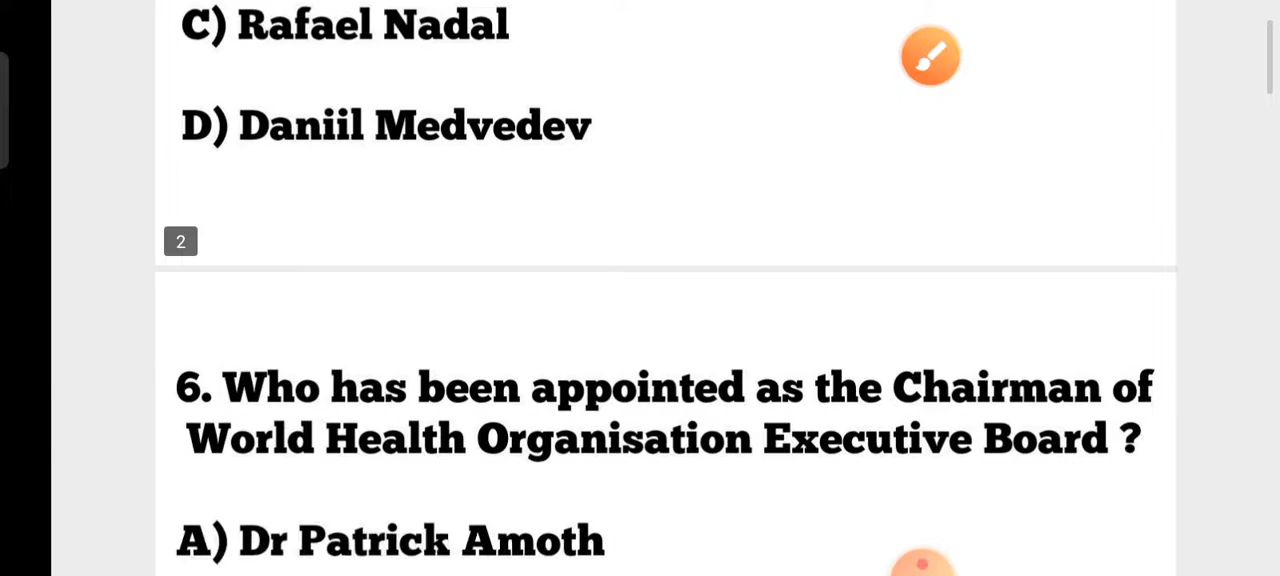 C) Rafael Nadal
D) Daniil Medvedev
2
6. Who has been appointed as the Chairman of
World Health Organisation Executive Board ?
A) Dr Patrick Amoth